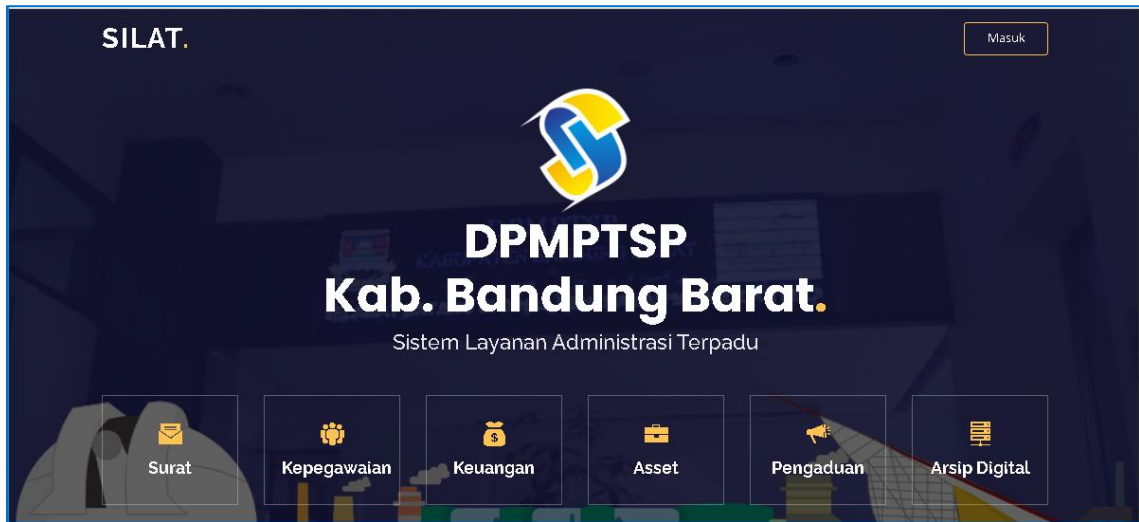 SILAT.
Masuk
DPMPTSP
Kab. Bandung Barat.
Sistem Layanan Administrasi Terpadu
Surat
Kepegawaian
Keuangan
Asset
Pengaduan
Arsip Digital